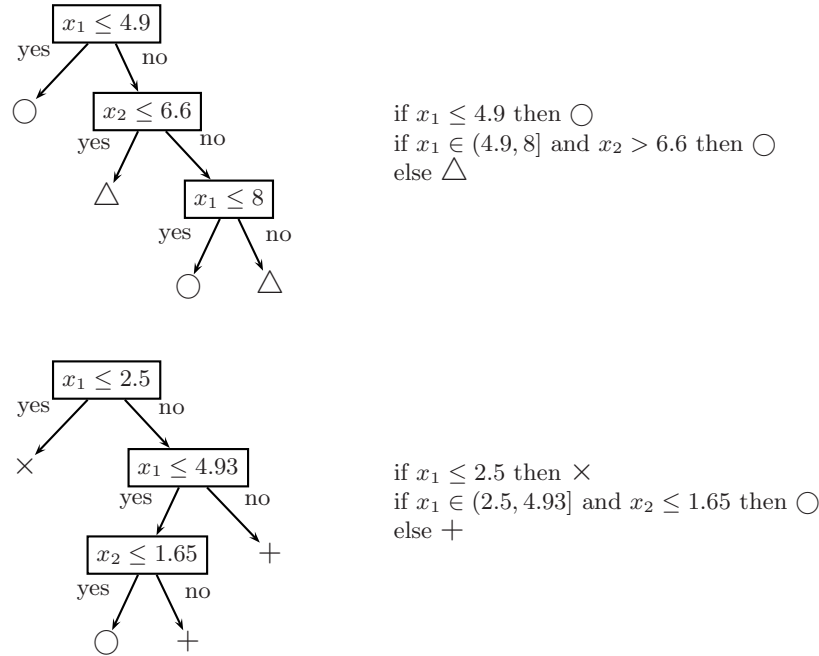 x₁ ≤ 4.9
yes
no
x₂ ≤ 6.6
yes
no
x₁ ≤ 8
yes
no
if x₁ ≤ 4.9 then ◯
if x₁ ∈ (4.9, 8] and x₂ > 6.6 then ◯
else △
x₁ ≤ 2.5
yes
no
×
x₁ ≤ 4.93
yes
no
x₂ ≤ 1.65
+
yes
no
+
if x₁ ≤ 2.5 then ×
if x₁ ∈ (2.5, 4.93] and x₂ ≤ 1.65 then ◯
else +